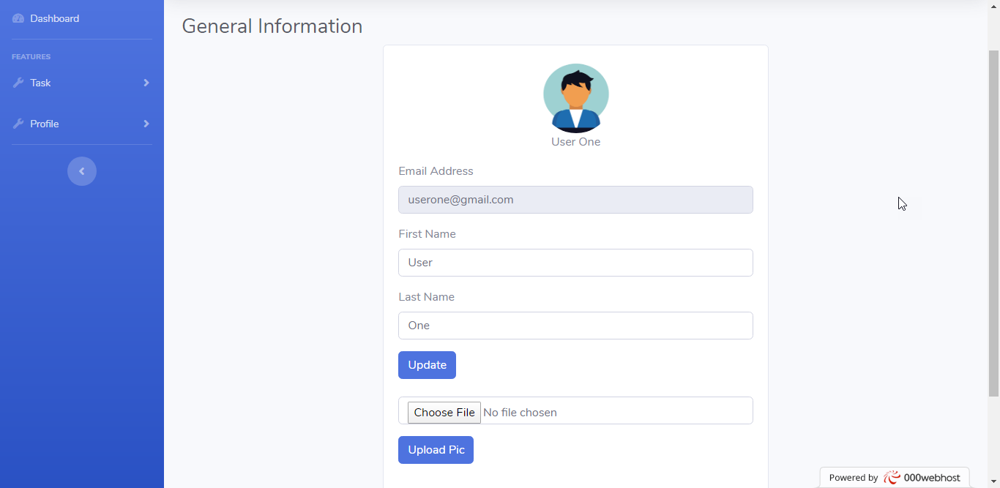 Dashboard
FEATURES
Task
Profile
General Information
User One
Email Address
userone@gmail.com
First Name
User
Last Name
One
Update
Choose File No file chosen
Upload Pic
Powered by 000webhost